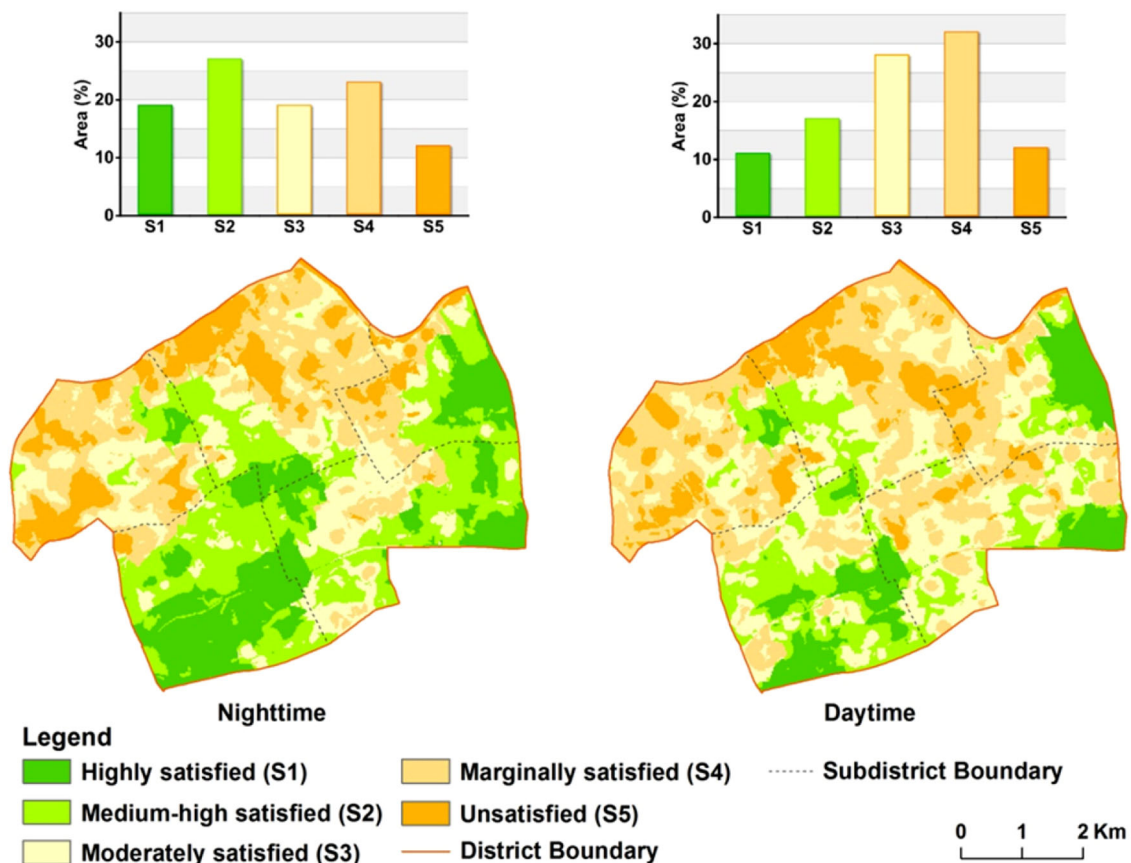 30
20
10
0
Area (%)
S1 S2 S3 S4 S5
30
20
10
0
Area (%)
S1 S2 S3 S4 S5
Nighttime
Daytime
Legend
Highly satisfied (S1)
Medium-high satisfied (S2)
Moderately satisfied (S3)
Marginally satisfied (S4)
Unsatisfied (S5)
District Boundary
Subdistrict Boundary
0 1 2 Km